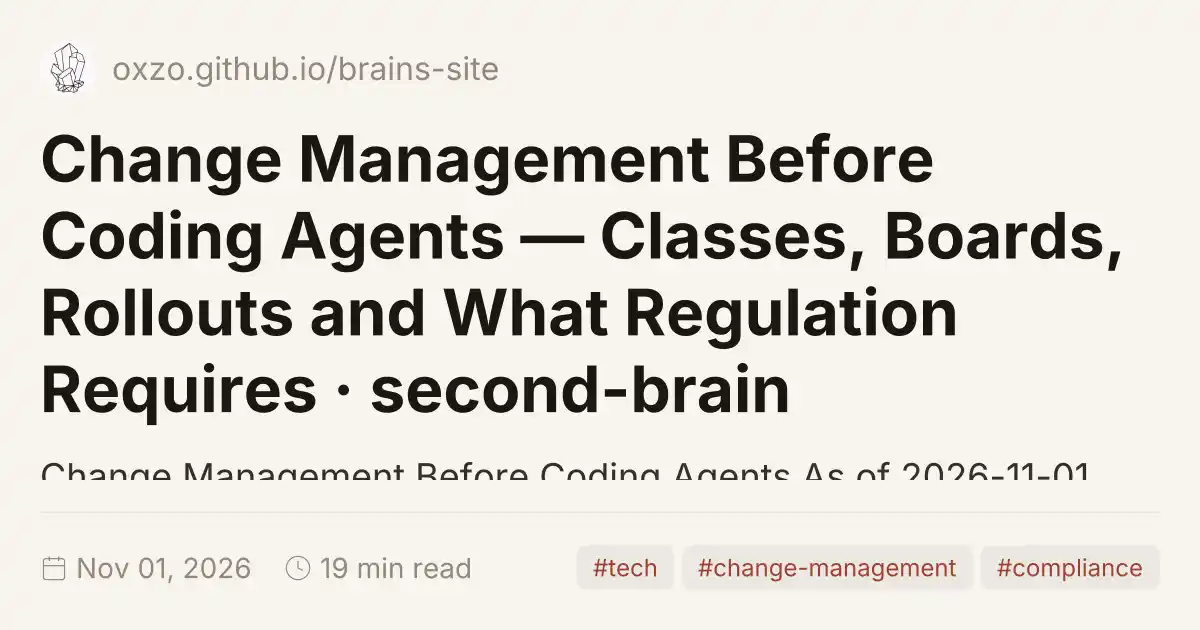 oxzo.github.io/brains-site
Change Management Before
Coding Agents — Classes, Boards,
Rollouts and What Regulation
Requires · second-brain
Change Management Before Coding Agents As of 2026-11-01
Nov 01, 2026
19 min read
#tech
#change-management
#compliance